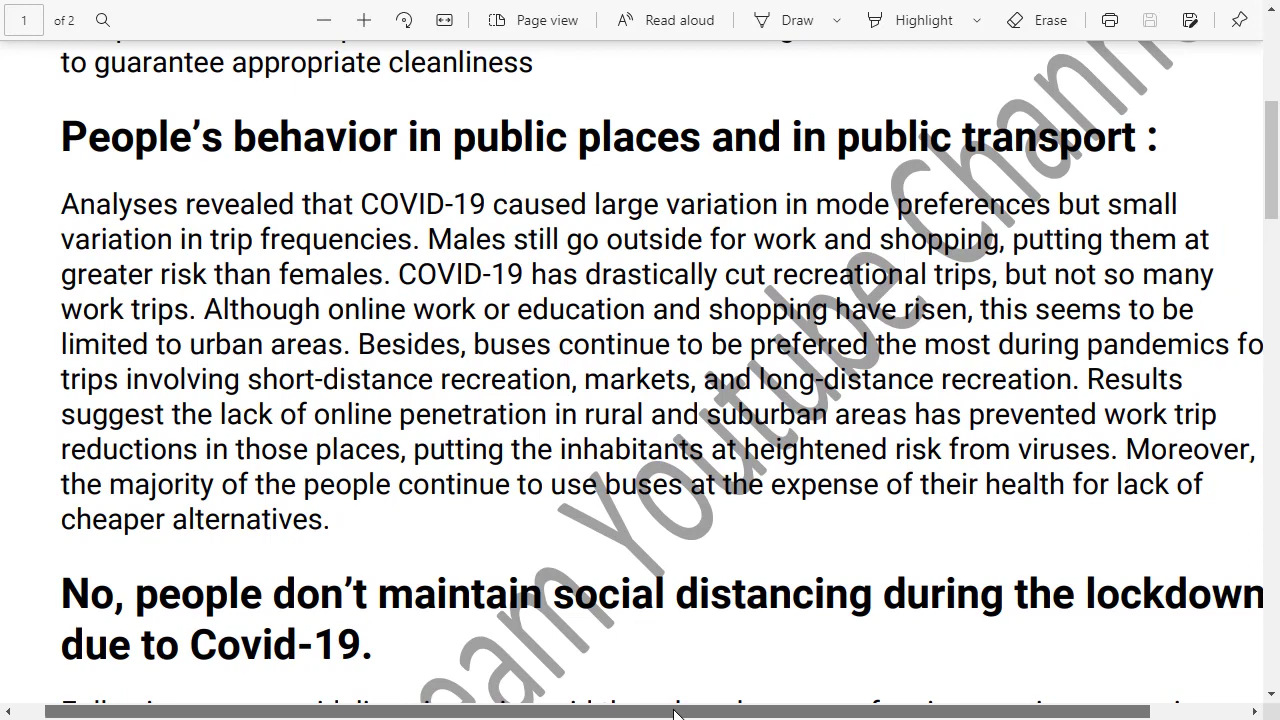 1 of 2 Page view Read aloud Draw Highlight Erase
to guarantee appropriate cleanliness
People’s behavior in public places and in public transport :
Analyses revealed that COVID-19 caused large variation in mode preferences but small
variation in trip frequencies. Males still go outside for work and shopping, putting them at
greater risk than females. COVID-19 has drastically cut recreational trips, but not so many
work trips. Although online work or education and shopping have risen, this seems to be
limited to urban areas. Besides, buses continue to be preferred the most during pandemics fo
trips involving short-distance recreation, markets, and long-distance recreation. Results
suggest the lack of online penetration in rural and suburban areas has prevented work trip
reductions in those places, putting the inhabitants at heightened risk from viruses. Moreover,
the majority of the people continue to use buses at the expense of their health for lack of
cheaper alternatives.
No, people don’t maintain social distancing during the lockdown
due to Covid-19.
eam Youtube Chann